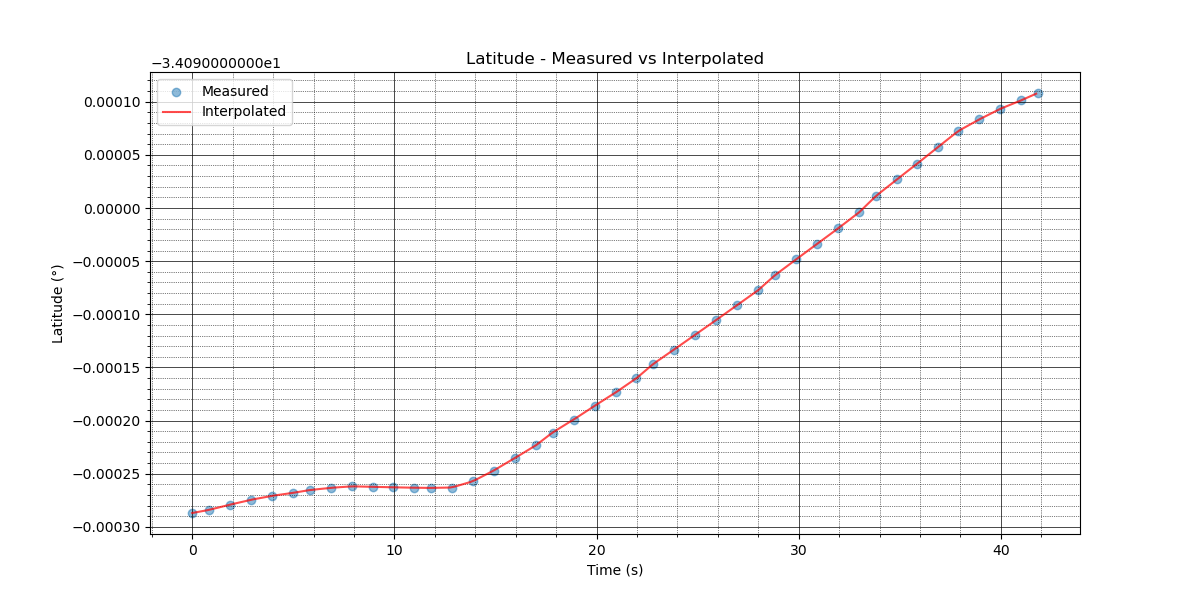 Latitude - Measured vs Interpolated
−3.4090000000e1
Measured
Interpolated
0.00010
0.00005
0.00000
−0.00005
−0.00010
−0.00015
−0.00020
−0.00025
−0.00030
Latitude (°)
0 10 20 30 40
Time (s)